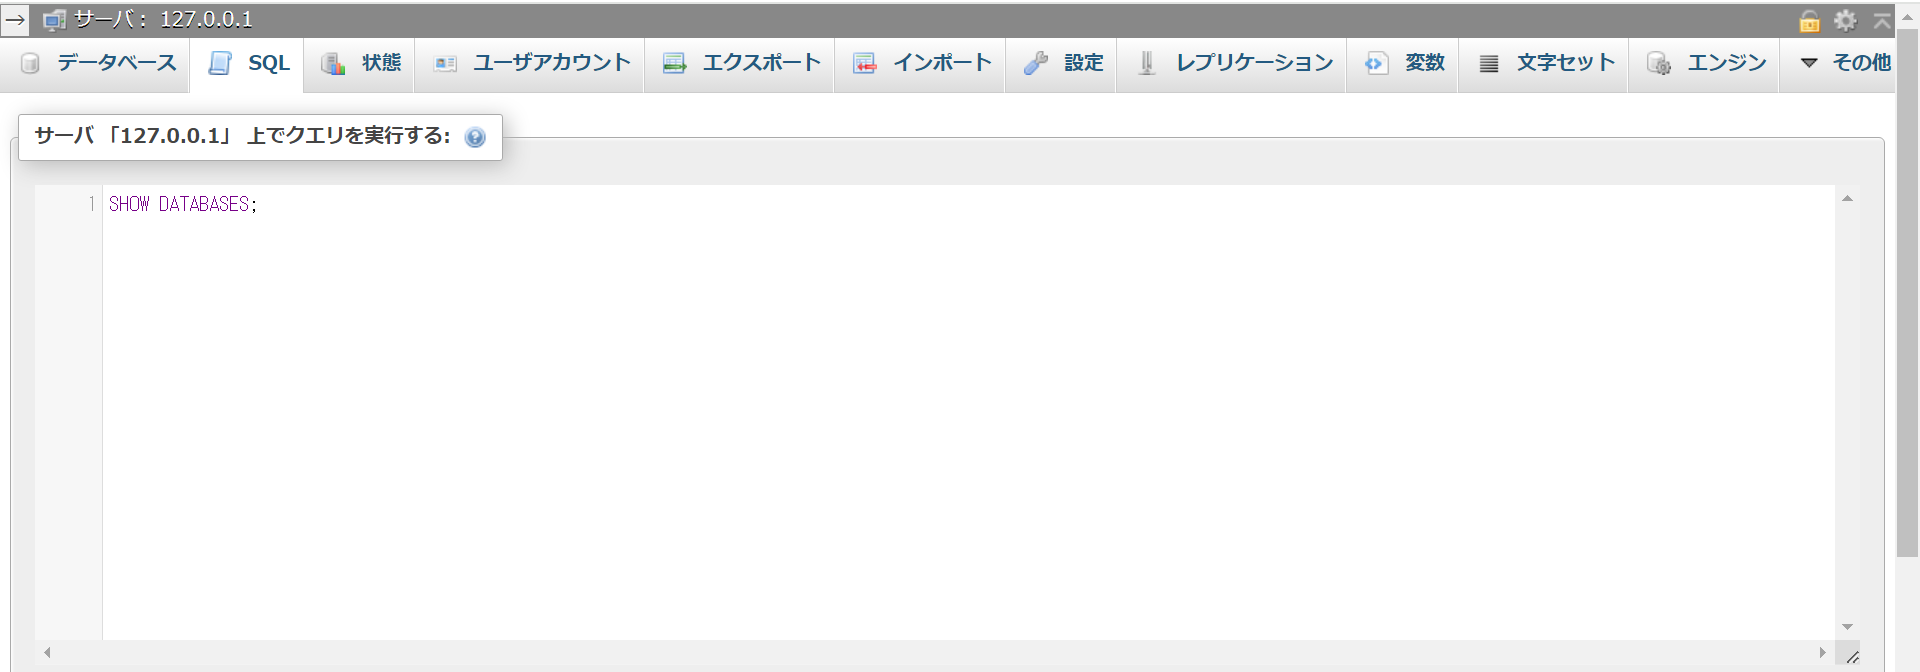 サーバ： 127.0.0.1
データベース SQL 状態 ユーザアカウント エクスポート インポート 設定 レプリケーション 変数 文字セット エンジン その他
サーバ 「127.0.0.1」 上でクエリを実行する:
1 SHOW DATABASES;